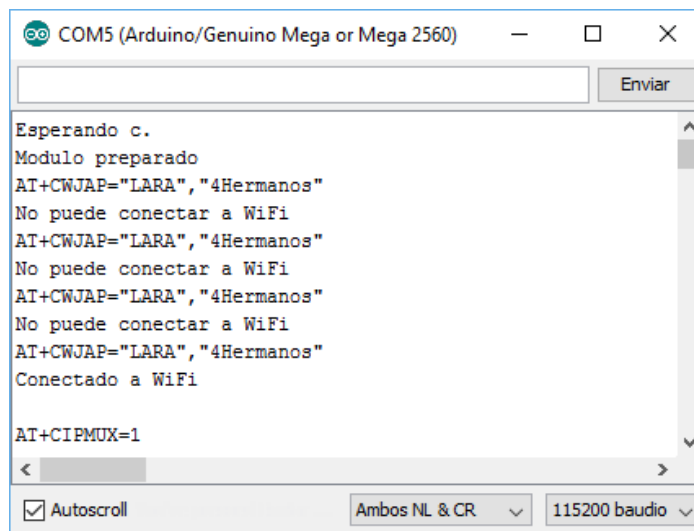 COM5 (Arduino/Genuino Mega or Mega 2560)
Enviar
Esperando c.
Modulo preparado
AT+CWJAP="LARA","4Hermanos"
No puede conectar a WiFi
AT+CWJAP="LARA","4Hermanos"
No puede conectar a WiFi
AT+CWJAP="LARA","4Hermanos"
No puede conectar a WiFi
AT+CWJAP="LARA","4Hermanos"
Conectado a WiFi
AT+CIPMUX=1
Autoscroll
Ambos NL & CR
115200 baudio